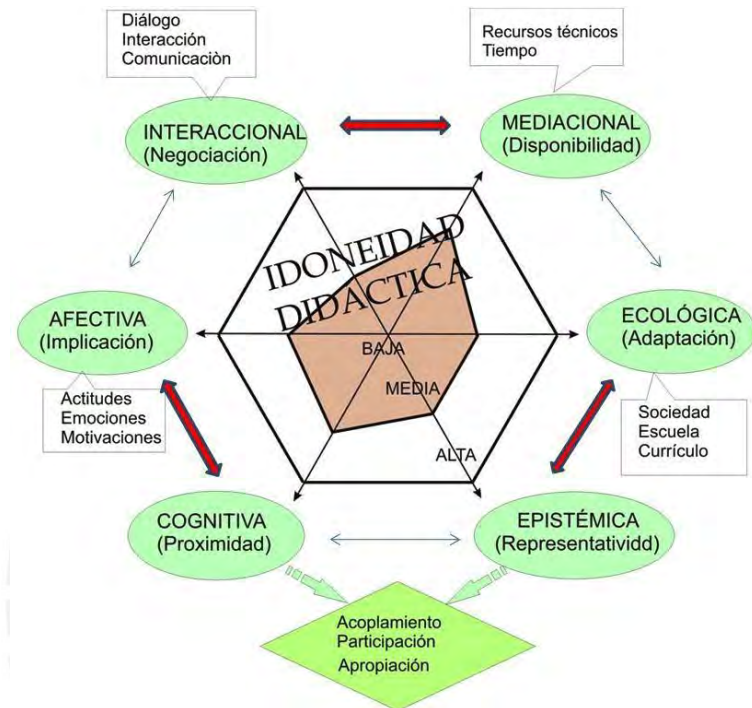 Diálogo
Interacción
Comunicaciòn
Recursos técnicos
Tiempo
INTERACCIONAL
(Negociación)
MEDIACIONAL
(Disponibilidad)
IDONEIDAD
DIDACTICA
AFECTIVA
(Implicación)
ECOLÓGICA
(Adaptación)
BAJA
MEDIA
ALTA
Actitudes
Emociones
Motivaciones
Sociedad
Escuela
Currículo
COGNITIVA
(Proximidad)
EPISTÉMICA
(Representatividd)
Acoplamiento
Participación
Apropiación